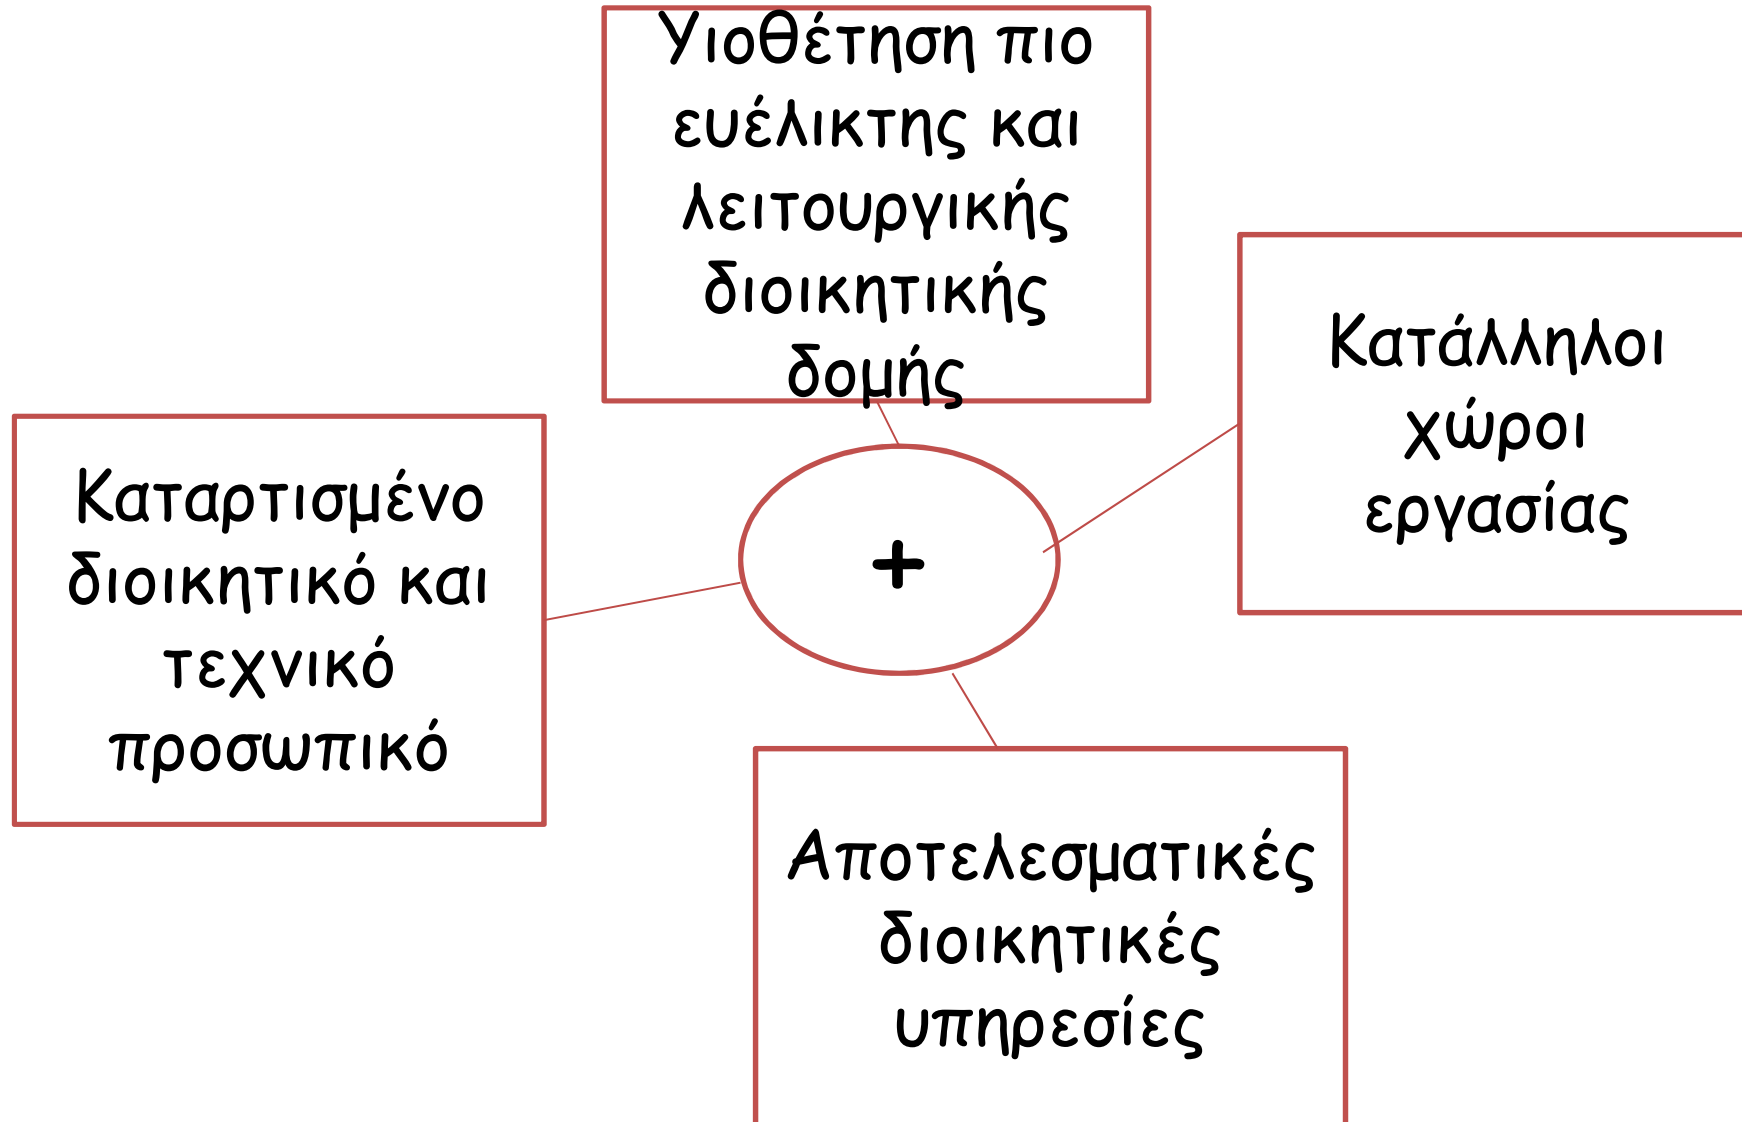 Υιοθέτηση πιο
ευέλικτης και
λειτουργικής
διοικητικής
δομής
Κατάλληλοι
χώροι
εργασίας
Καταρτισμένο
διοικητικό και
τεχνικό
προσωπικό
+
Αποτελεσματικές
διοικητικές
υπηρεσίες